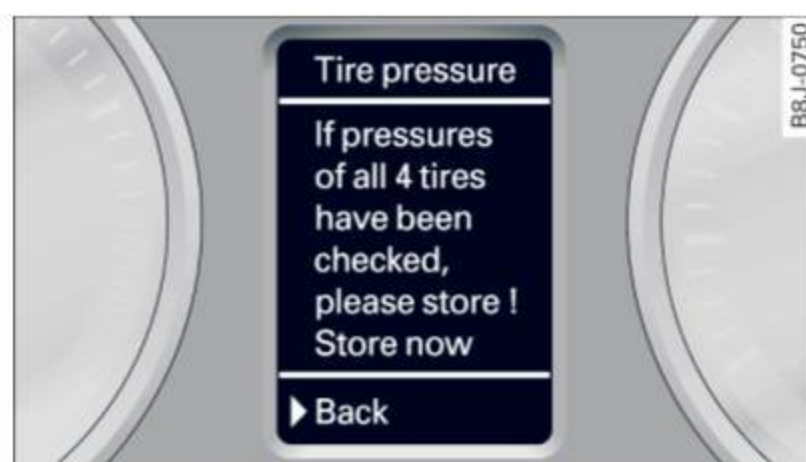 Tire pressure
If pressures
of all 4 tires
have been
checked,
please store !
Store now
Back
B8J-0750